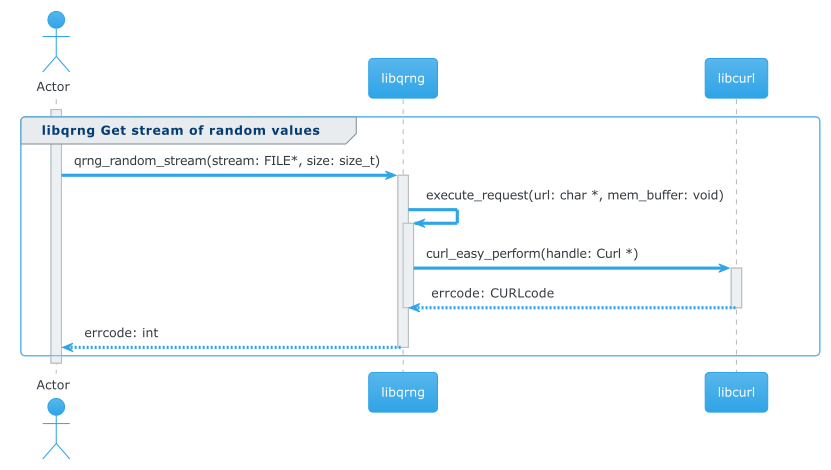 Actor
libqrng
libcurl
libqrng Get stream of random values
qrng_random_stream(stream: FILE*, size: size_t)
execute_request(url: char *, mem_buffer: void)
curl_easy_perform(handle: Curl *)
errcode: CURLcode
errcode: int
Actor
libqrng
libcurl